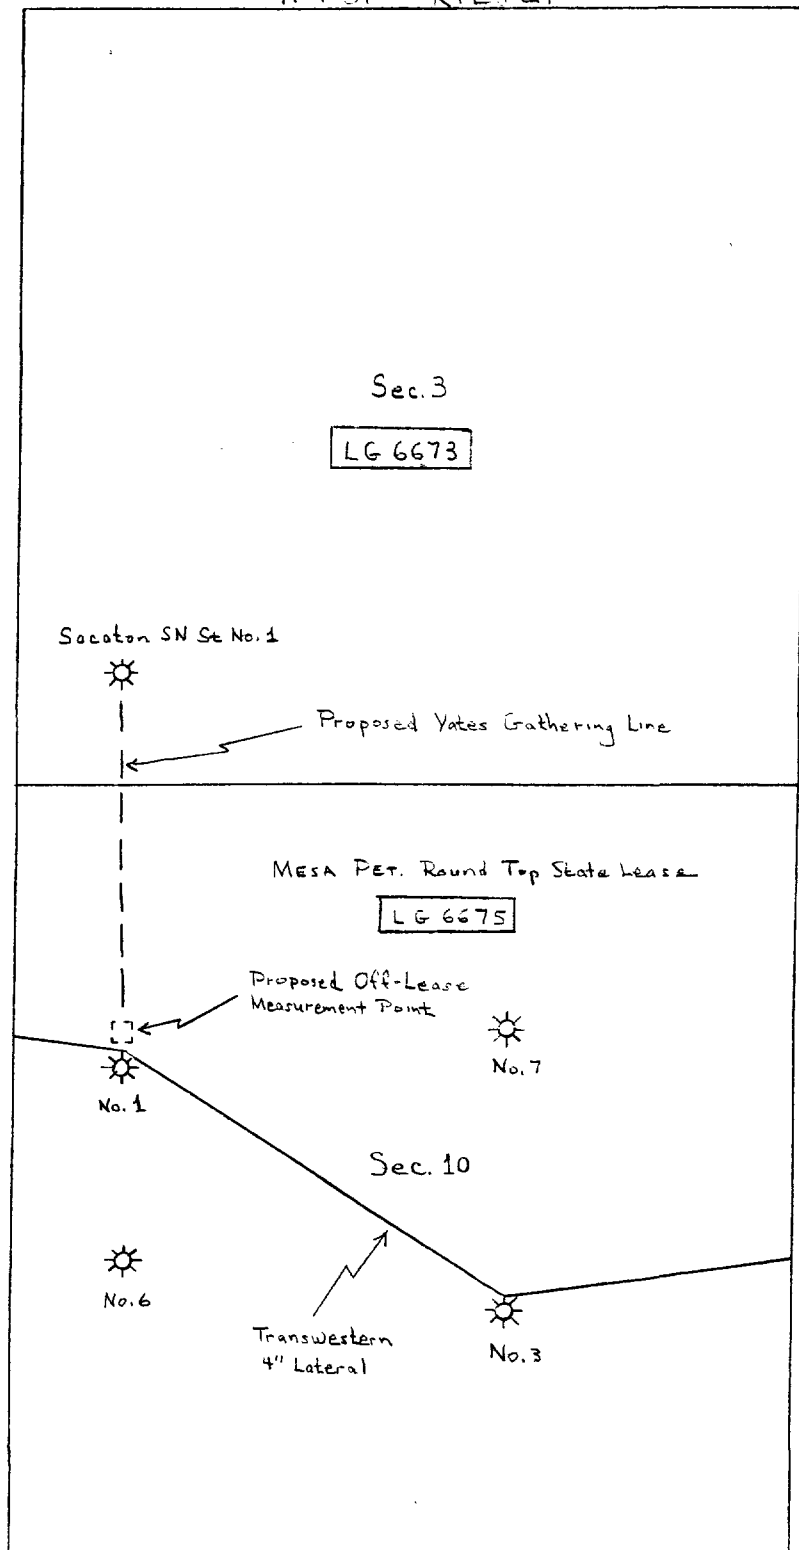 Sec. 3
LG 6673
Sacaton SN St No. 1
Proposed Yates Gathering Line
MESA PET. Round Top State Lease
LG 6675
Proposed Off-Lease
Measurement Point
No. 7
No. 1
Sec. 10
No. 6
Transwestern
4" Lateral
No. 3